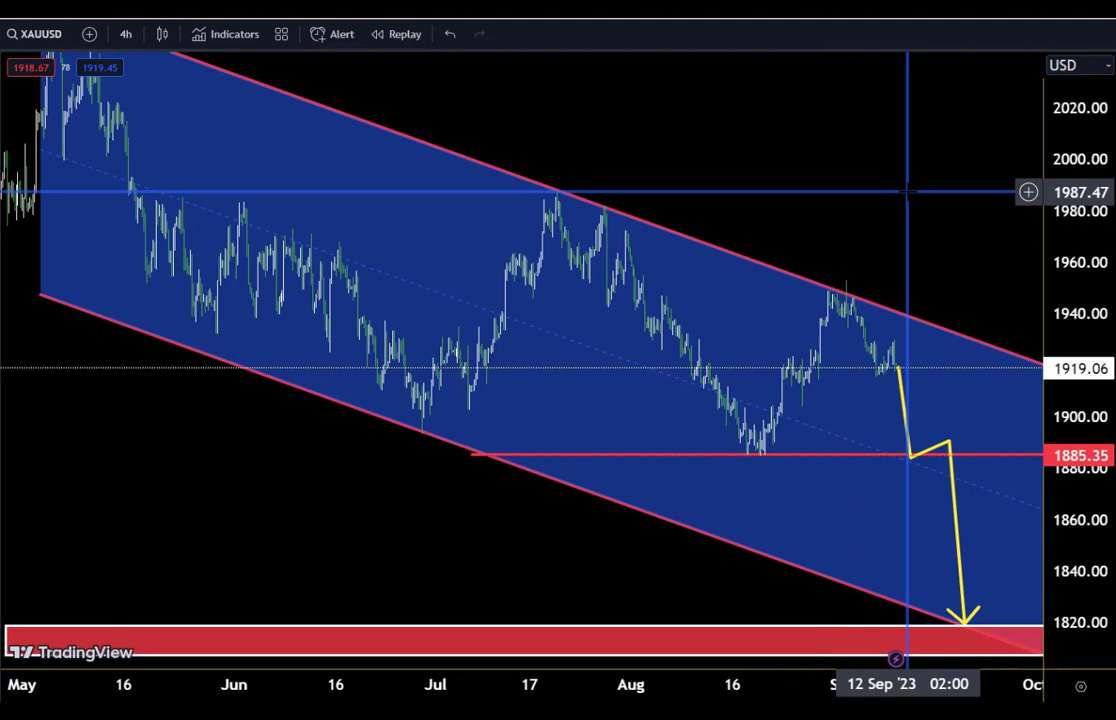 XAUUSD 4h Indicators Alert Replay
1918.67 78 1919.45
USD
2020.00
2000.00
1987.47
1980.00
1960.00
1940.00
1919.06
1900.00
1885.35
1880.00
1860.00
1840.00
1820.00
TradingView
May 16 Jun 16 Jul 17 Aug 16 12 Sep '23 02:00